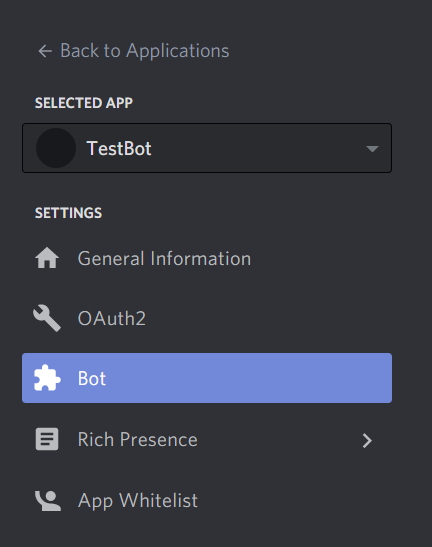 Back to Applications
SELECTED APP
TestBot
SETTINGS
General Information
OAuth2
Bot
Rich Presence
App Whitelist